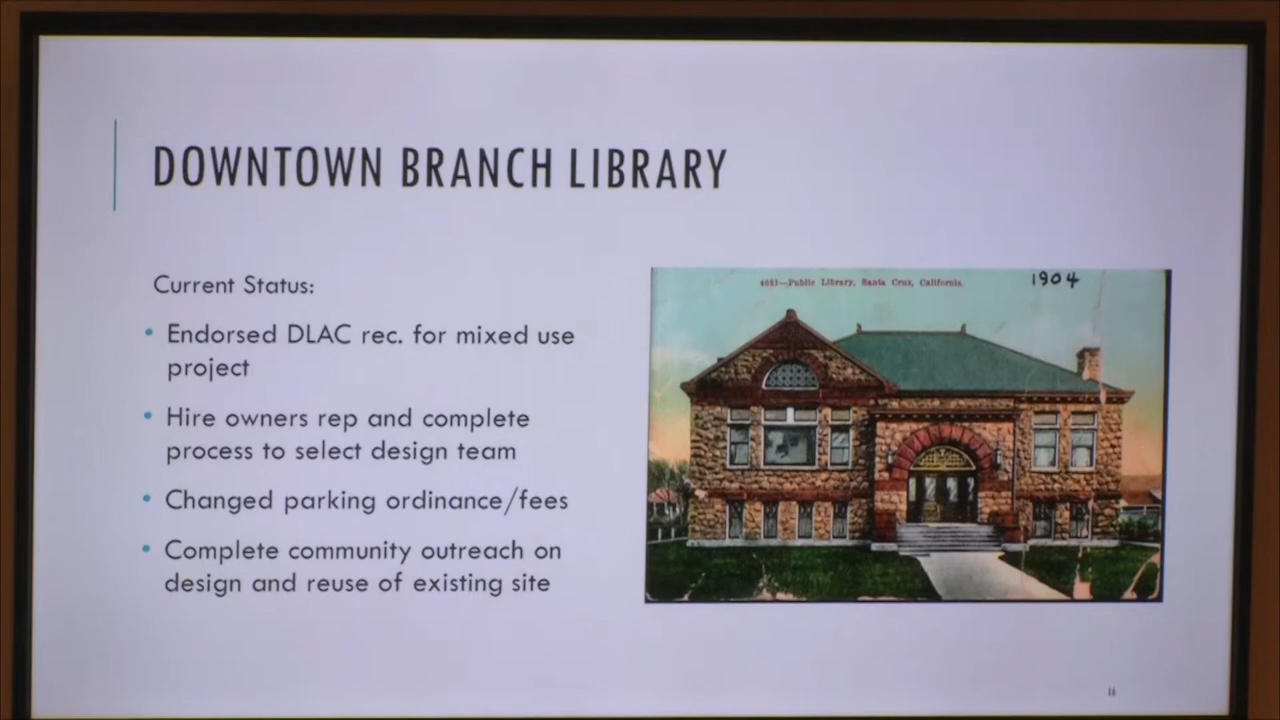 DOWNTOWN BRANCH LIBRARY
Current Status:
• Endorsed DLAC rec. for mixed use
project
• Hire owners rep and complete
process to select design team
• Changed parking ordinance/fees
• Complete community outreach on
design and reuse of existing site
4081—Public Library, Santa Cruz, California.
1904
16